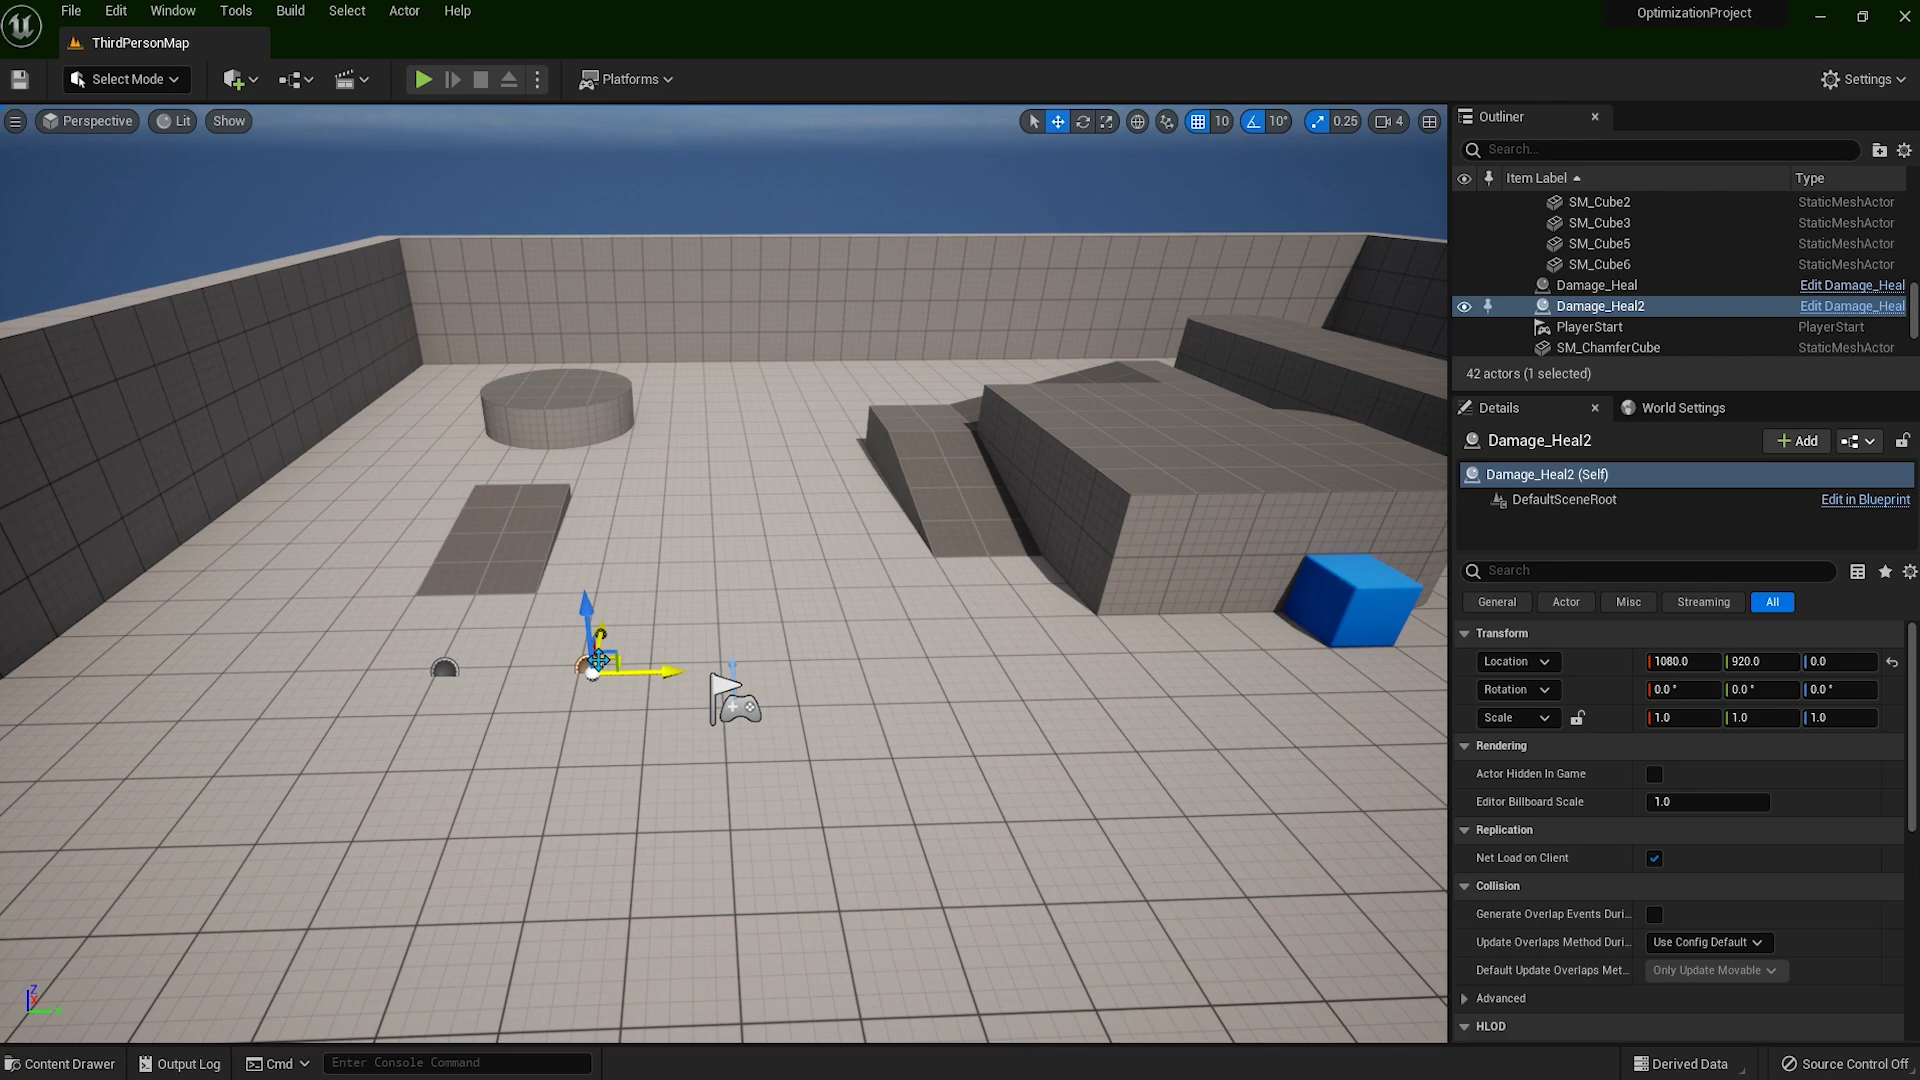 File Edit Window Tools Build Select Actor Help
OptimizationProject
ThirdPersonMap
Select Mode
Platforms
Settings
Perspective Lit Show
10 10° 0.25 4
Outliner
Search...
Item Label Type
SM_Cube2 StaticMeshActor
SM_Cube3 StaticMeshActor
SM_Cube5 StaticMeshActor
SM_Cube6 StaticMeshActor
Damage_Heal Edit Damage_Heal
Damage_Heal2 Edit Damage_Heal
PlayerStart PlayerStart
SM_ChamferCube StaticMeshActor
42 actors (1 selected)
Details World Settings
Damage_Heal2 Add
Damage_Heal2 (Self)
DefaultSceneRoot Edit in Blueprint
Search
General Actor Misc Streaming All
Transform
Location 1080.0 920.0 0.0
Rotation 0.0° 0.0° 0.0°
Scale 1.0 1.0 1.0
Rendering
Actor Hidden In Game
Editor Billboard Scale 1.0
Replication
Net Load on Client
Collision
Generate Overlap Events Duri...
Update Overlaps Method Duri... Use Config Default
Default Update Overlaps Met... Only Update Movable
Advanced
HLOD
Z
X
Y
Content Drawer Output Log Cmd Enter Console Command
Derived Data Source Control Off